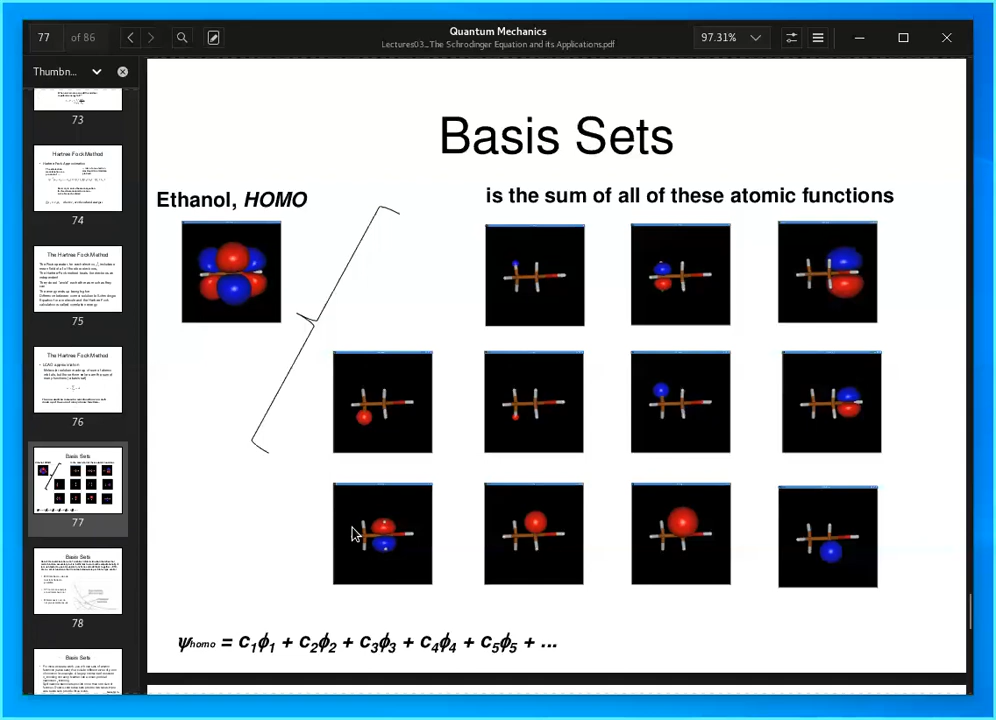 Quantum Mechanics
Lectures03_The Schrodinger Equation and its Applications.pdf
77 of 86
97.31%
Thumbn...
73
Hartree Fock Method
74
The Hartree Fock Method
75
The Hartree Fock Method
76
Basis Sets
77
Basis Sets
78
Basis Sets
Basis Sets
Ethanol, HOMO
is the sum of all of these atomic functions
ψhomo = c1ϕ1 + c2ϕ2 + c3ϕ3 + c4ϕ4 + c5ϕ5 + ...